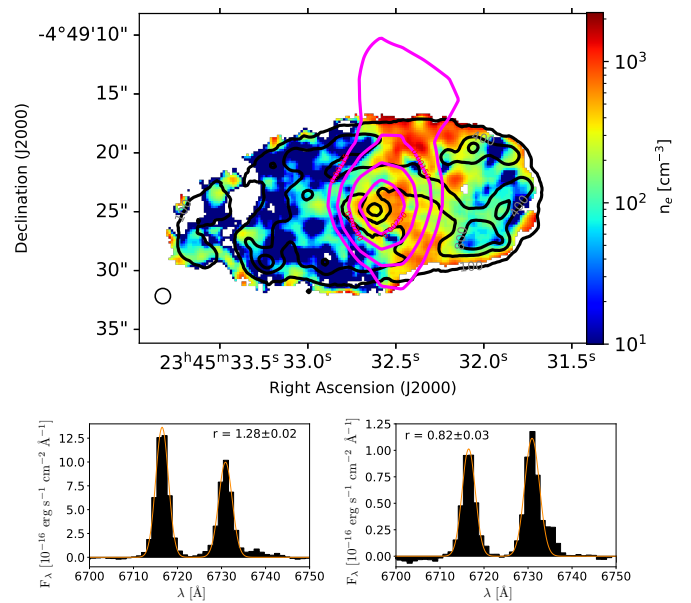 -4°49'10"
15"
20"
25"
30"
35"
Declination (J2000)
23ʰ45ᵐ33.5ˢ 33.0ˢ 32.5ˢ 32.0ˢ 31.5ˢ
Right Ascension (J2000)
10³
10²
10¹
nₑ [cm⁻³]
400
100
r = 1.28±0.02
12.5
10.0
7.5
5.0
2.5
0.0
F_λ [10⁻¹⁶ erg s⁻¹ cm⁻² Å⁻¹]
6700 6710 6720 6730 6740 6750
λ [Å]
r = 0.82±0.03
1.25
1.00
0.75
0.50
0.25
0.00
F_λ [10⁻¹⁶ erg s⁻¹ cm⁻² Å⁻¹]
6700 6710 6720 6730 6740 6750
λ [Å]